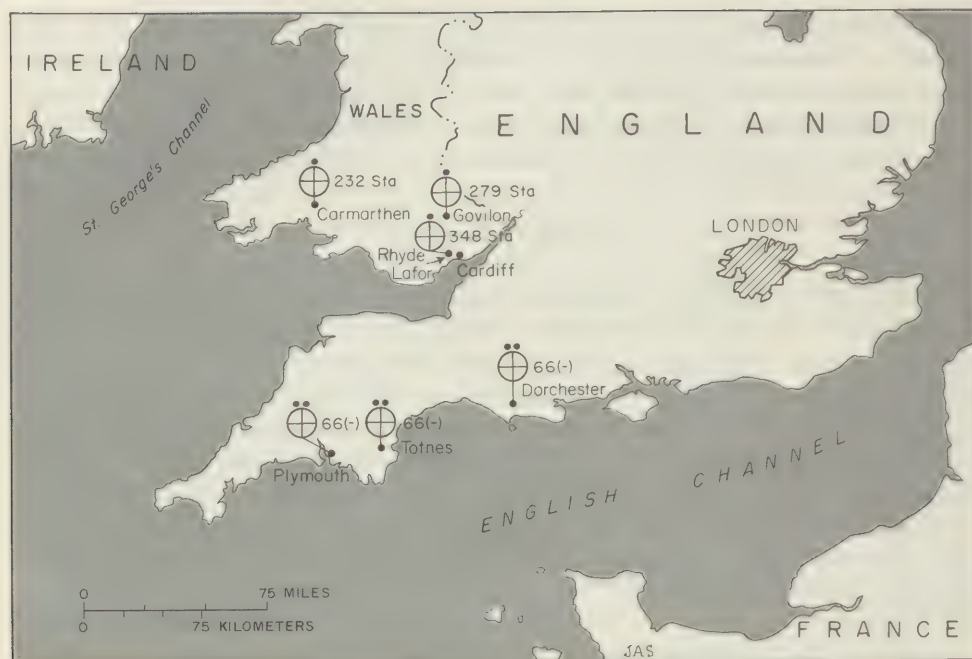 IRELAND
St. George's Channel
WALES
ENGLAND
232 Sta
Carmarthen
279 Sta
Govilon
348 Sta
Rhyde
Lafor
Cardiff
LONDON
66(-)
Dorchester
66(-)
Plymouth
66(-)
Totnes
ENGLISH CHANNEL
0 75 MILES
0 75 KILOMETERS
JAS
FRANCE